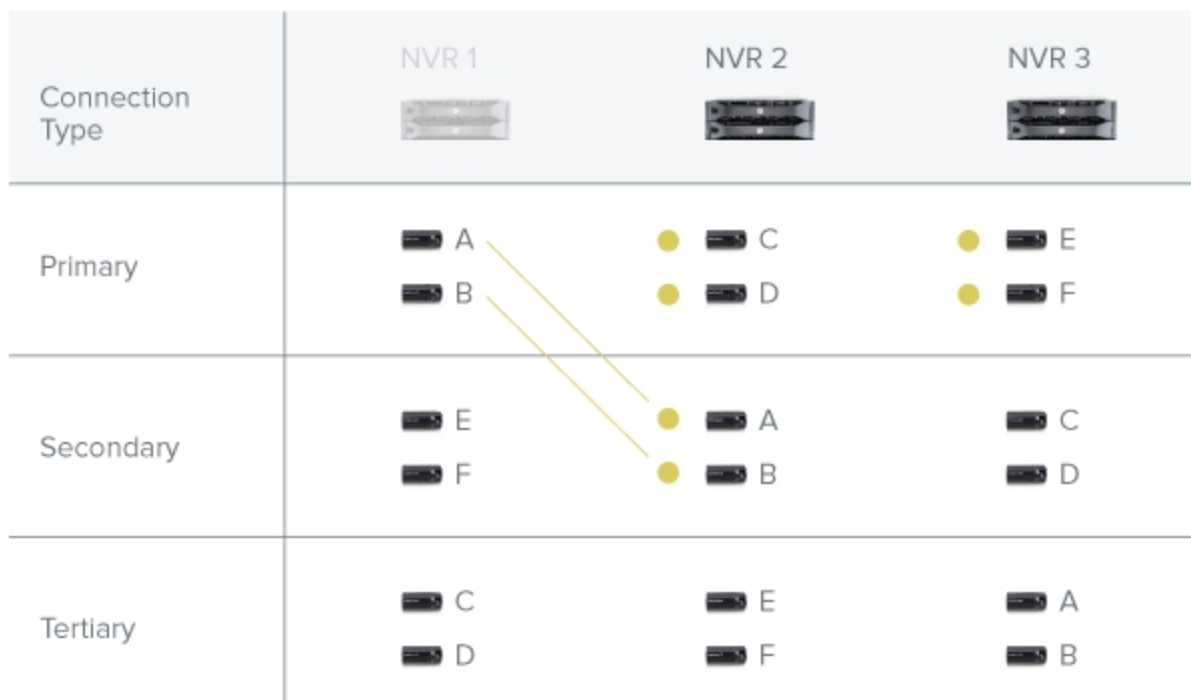 NVR 1 NVR 2 NVR 3
Connection
Type
Primary
A C E
B D F
Secondary
E A C
F B D
Tertiary
C E A
D F B